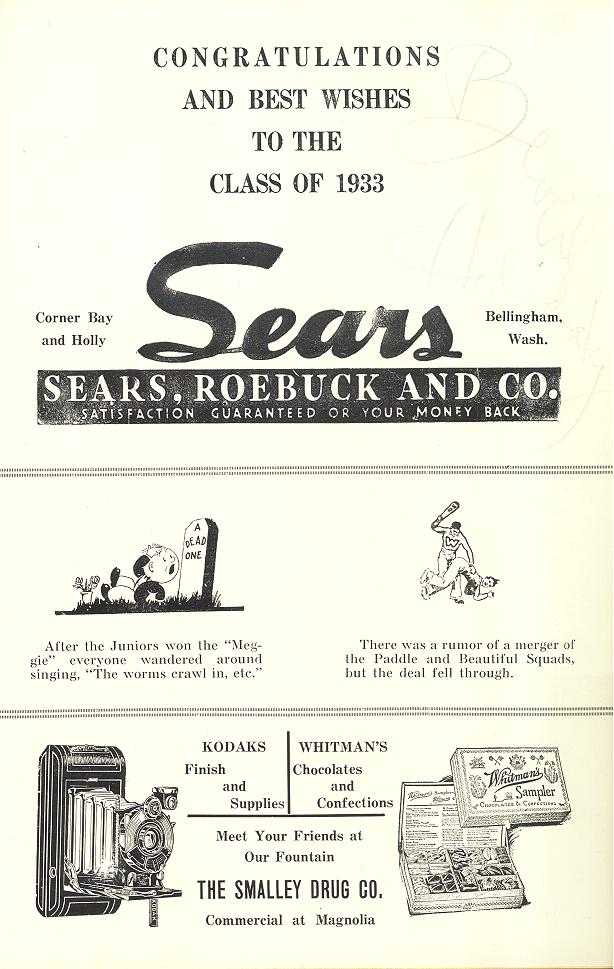 CONGRATULATIONS
AND BEST WISHES
TO THE
CLASS OF 1933
Sears
Corner Bay
and Holly
Bellingham,
Wash.
SEARS, ROEBUCK AND CO.
SATISFACTION GUARANTEED OR YOUR MONEY BACK
A
DEAD
ONE
After the Juniors won the "Meg-
gie" everyone wandered around
singing, "The worms crawl in, etc."
There was a rumor of a merger of
the Paddle and Beautiful Squads,
but the deal fell through.
KODAKS
Finish
and
Supplies
WHITMAN'S
Chocolates
and
Confections
Meet Your Friends at
Our Fountain
THE SMALLEY DRUG CO.
Commercial at Magnolia
KODAK
Whitman's
Sampler
CHOCOLATES & CONFECTIONS